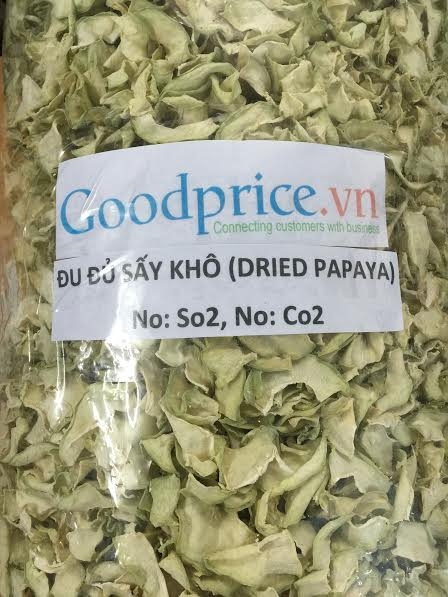 Goodprice.vn
Connecting customers with business
ĐU ĐỦ SẤY KHÔ (DRIED PAPAYA)
No: So2, No: Co2